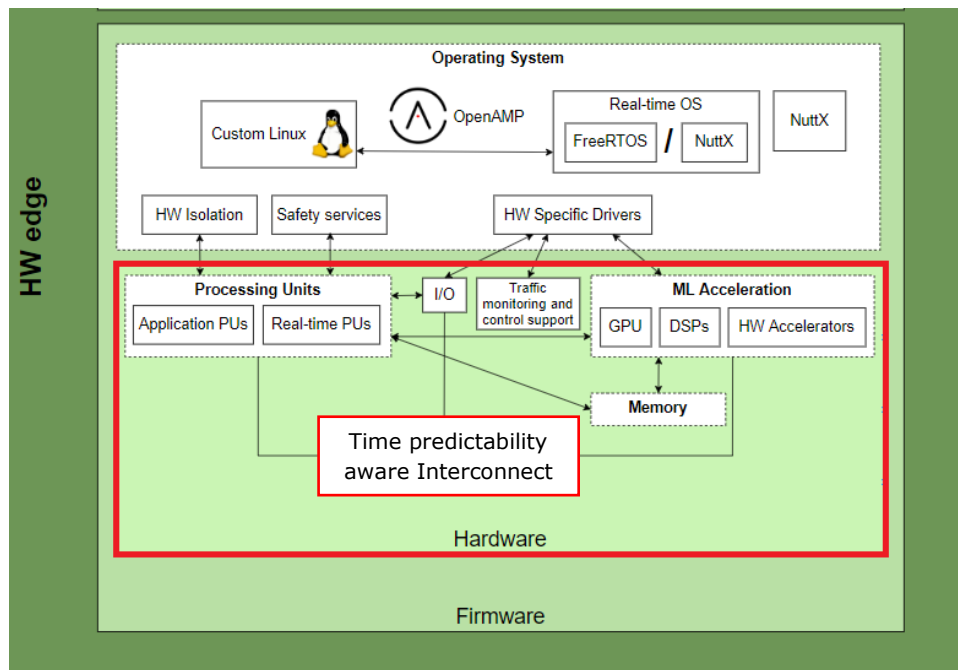 Operating System
Custom Linux
OpenAMP
Real-time OS
FreeRTOS
/
NuttX
NuttX
HW edge
HW Isolation
Safety services
HW Specific Drivers
Processing Units
Application PUs
Real-time PUs
I/O
Traffic
monitoring and
control support
ML Acceleration
GPU
DSPs
HW Accelerators
Memory
Time predictability
aware Interconnect
Hardware
Firmware